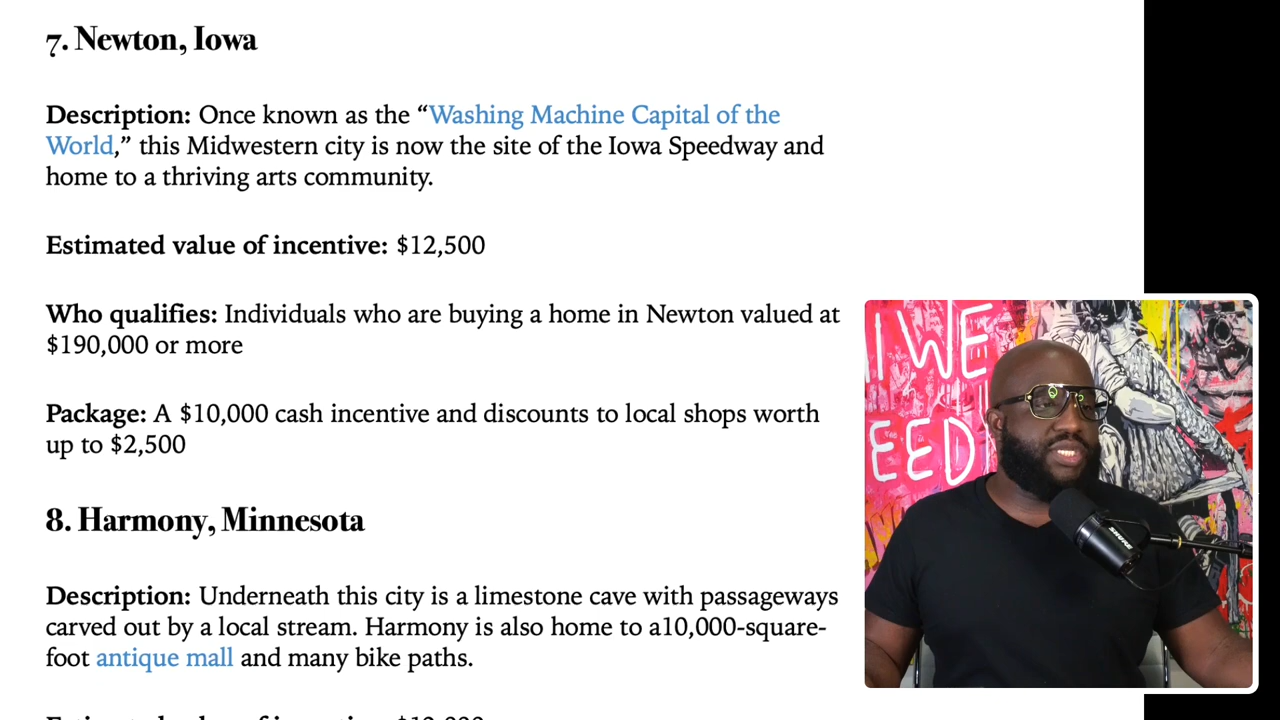 7. Newton, Iowa
Description: Once known as the “Washing Machine Capital of the
World,” this Midwestern city is now the site of the Iowa Speedway and
home to a thriving arts community.
Estimated value of incentive: $12,500
Who qualifies: Individuals who are buying a home in Newton valued at
$190,000 or more
Package: A $10,000 cash incentive and discounts to local shops worth
up to $2,500
8. Harmony, Minnesota
Description: Underneath this city is a limestone cave with passageways
carved out by a local stream. Harmony is also home to a10,000-square-
foot antique mall and many bike paths.
WE
EED
SHURE